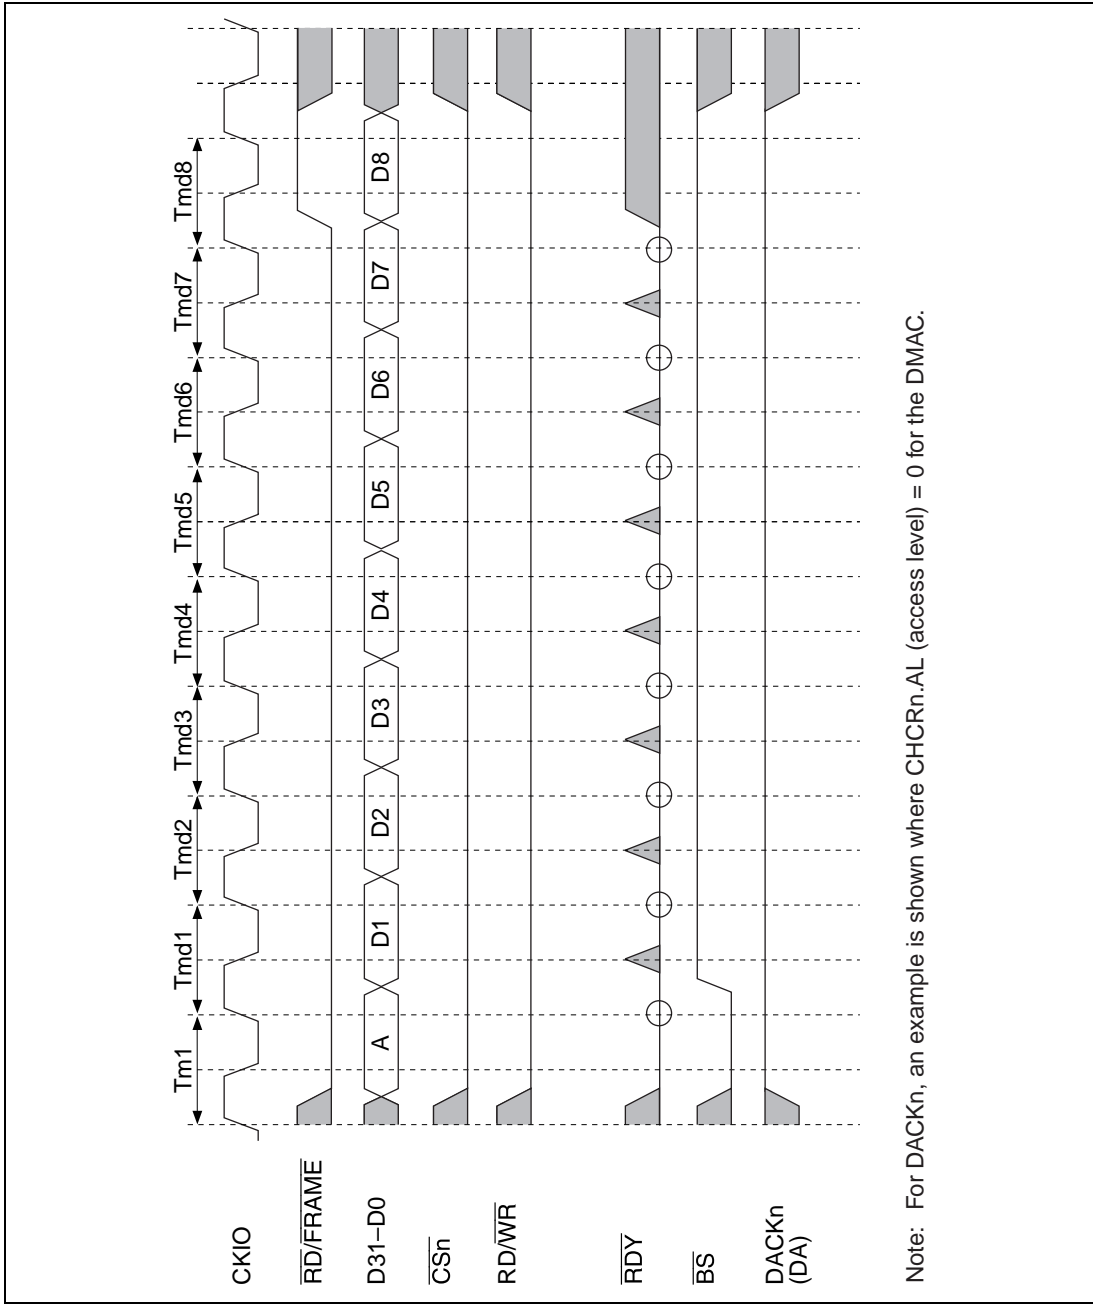 Tm1 Tmd1 Tmd2 Tmd3 Tmd4 Tmd5 Tmd6 Tmd7 Tmd8
CKIO
RD/FRAME
D31–D0 A D1 D2 D3 D4 D5 D6 D7 D8
CSn
RD/WR
RDY
BS
DACKn
(DA)
Note: For DACKn, an example is shown where CHCRn.AL (access level) = 0 for the DMAC.